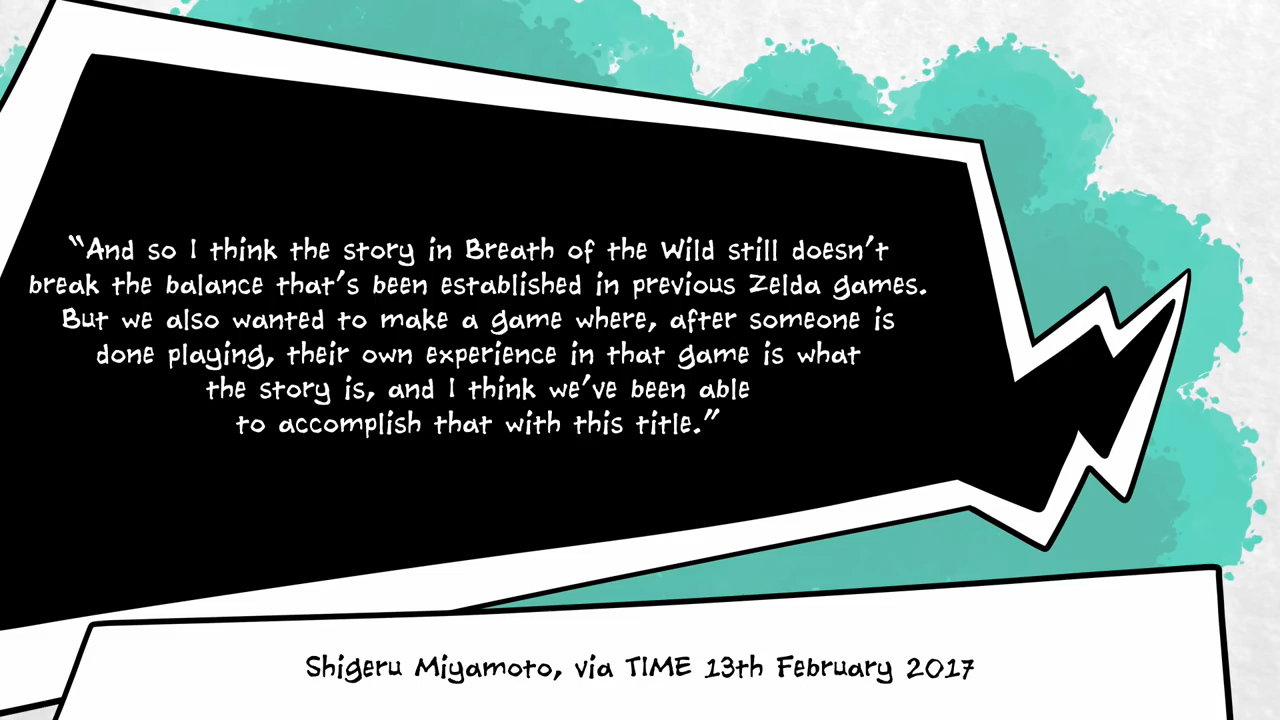 “And so I think the story in Breath of the Wild still doesn’t
break the balance that’s been established in previous Zelda games.
But we also wanted to make a game where, after someone is
done playing, their own experience in that game is what
the story is, and I think we’ve been able
to accomplish that with this title.”
Shigeru Miyamoto, via TIME 13th February 2017